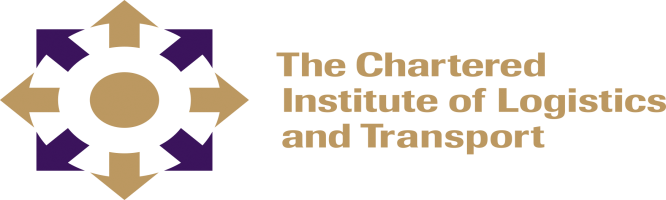 The Chartered
Institute of Logistics
and Transport